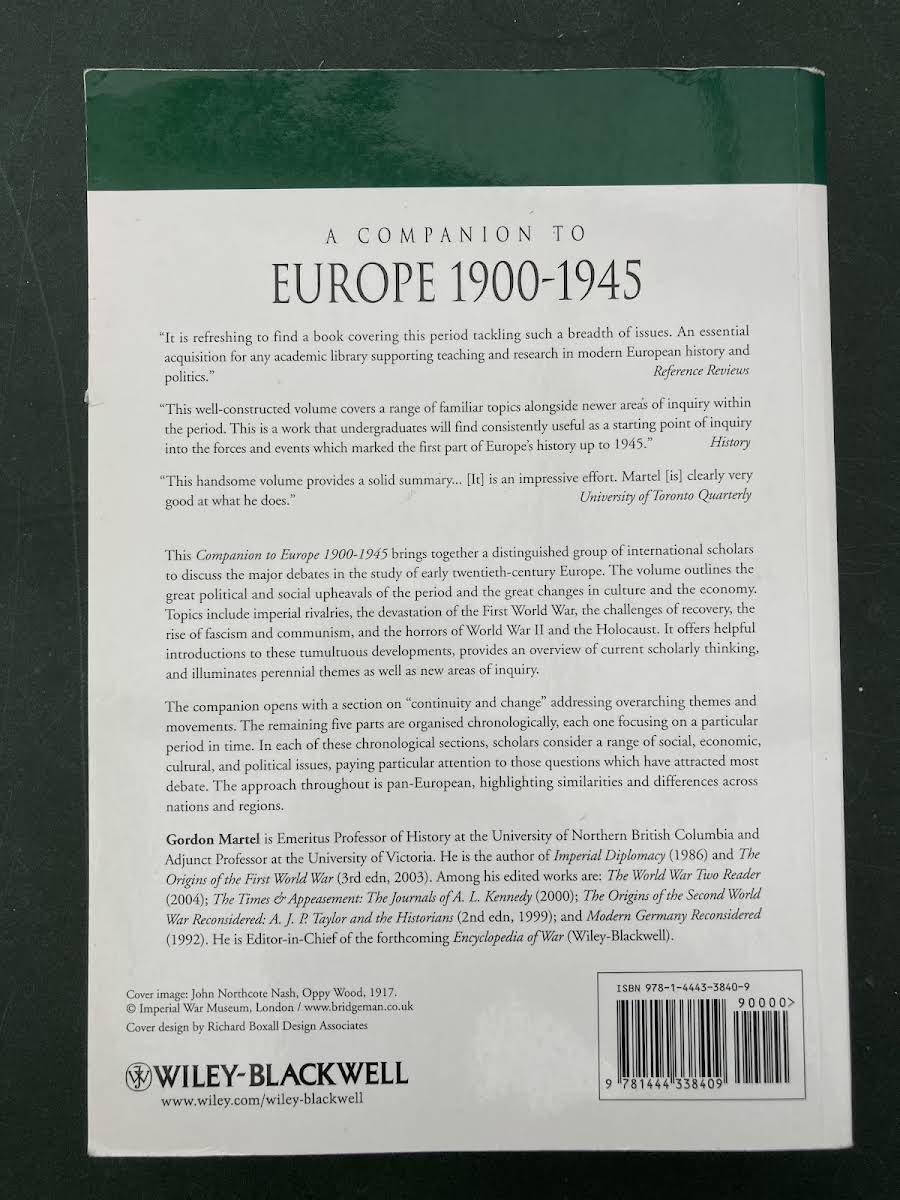 A COMPANION TO
EUROPE 1900-1945
“It is refreshing to find a book covering this period tackling such a breadth of issues. An essential
acquisition for any academic library supporting teaching and research in modern European history and
politics.” Reference Reviews
“This well-constructed volume covers a range of familiar topics alongside newer areas of inquiry within
the period. This is a work that undergraduates will find consistently useful as a starting point of inquiry
into the forces and events which marked the first part of Europe’s history up to 1945.” History
“This handsome volume provides a solid summary... [It] is an impressive effort. Martel [is] clearly very
good at what he does.” University of Toronto Quarterly
This Companion to Europe 1900-1945 brings together a distinguished group of international scholars
to discuss the major debates in the study of early twentieth-century Europe. The volume outlines the
great political and social upheavals of the period and the great changes in culture and the economy.
Topics include imperial rivalries, the devastation of the First World War, the challenges of recovery, the
rise of fascism and communism, and the horrors of World War II and the Holocaust. It offers helpful
introductions to these tumultuous developments, provides an overview of current scholarly thinking,
and illuminates perennial themes as well as new areas of inquiry.
The companion opens with a section on “continuity and change” addressing overarching themes and
movements. The remaining five parts are organised chronologically, each one focusing on a particular
period in time. In each of these chronological sections, scholars consider a range of social, economic,
cultural, and political issues, paying particular attention to those questions which have attracted most
debate. The approach throughout is pan-European, highlighting similarities and differences across
nations and regions.
Gordon Martel is Emeritus Professor of History at the University of Northern British Columbia and
Adjunct Professor at the University of Victoria. He is the author of Imperial Diplomacy (1986) and The
Origins of the First World War (3rd edn, 2003). Among his edited works are: The World War Two Reader
(2004); The Times & Appeasement: The Journals of A. L. Kennedy (2000); The Origins of the Second World
War Reconsidered: A. J. P. Taylor and the Historians (2nd edn, 1999); and Modern Germany Reconsidered
(1992). He is Editor-in-Chief of the forthcoming Encyclopedia of War (Wiley-Blackwell).
Cover image: John Northcote Nash, Oppy Wood, 1917.
© Imperial War Museum, London / www.bridgeman.co.uk
Cover design by Richard Boxall Design Associates
WILEY-BLACKWELL
www.wiley.com/wiley-blackwell
ISBN 978-1-4443-3840-9
90000>
9 781444 338409